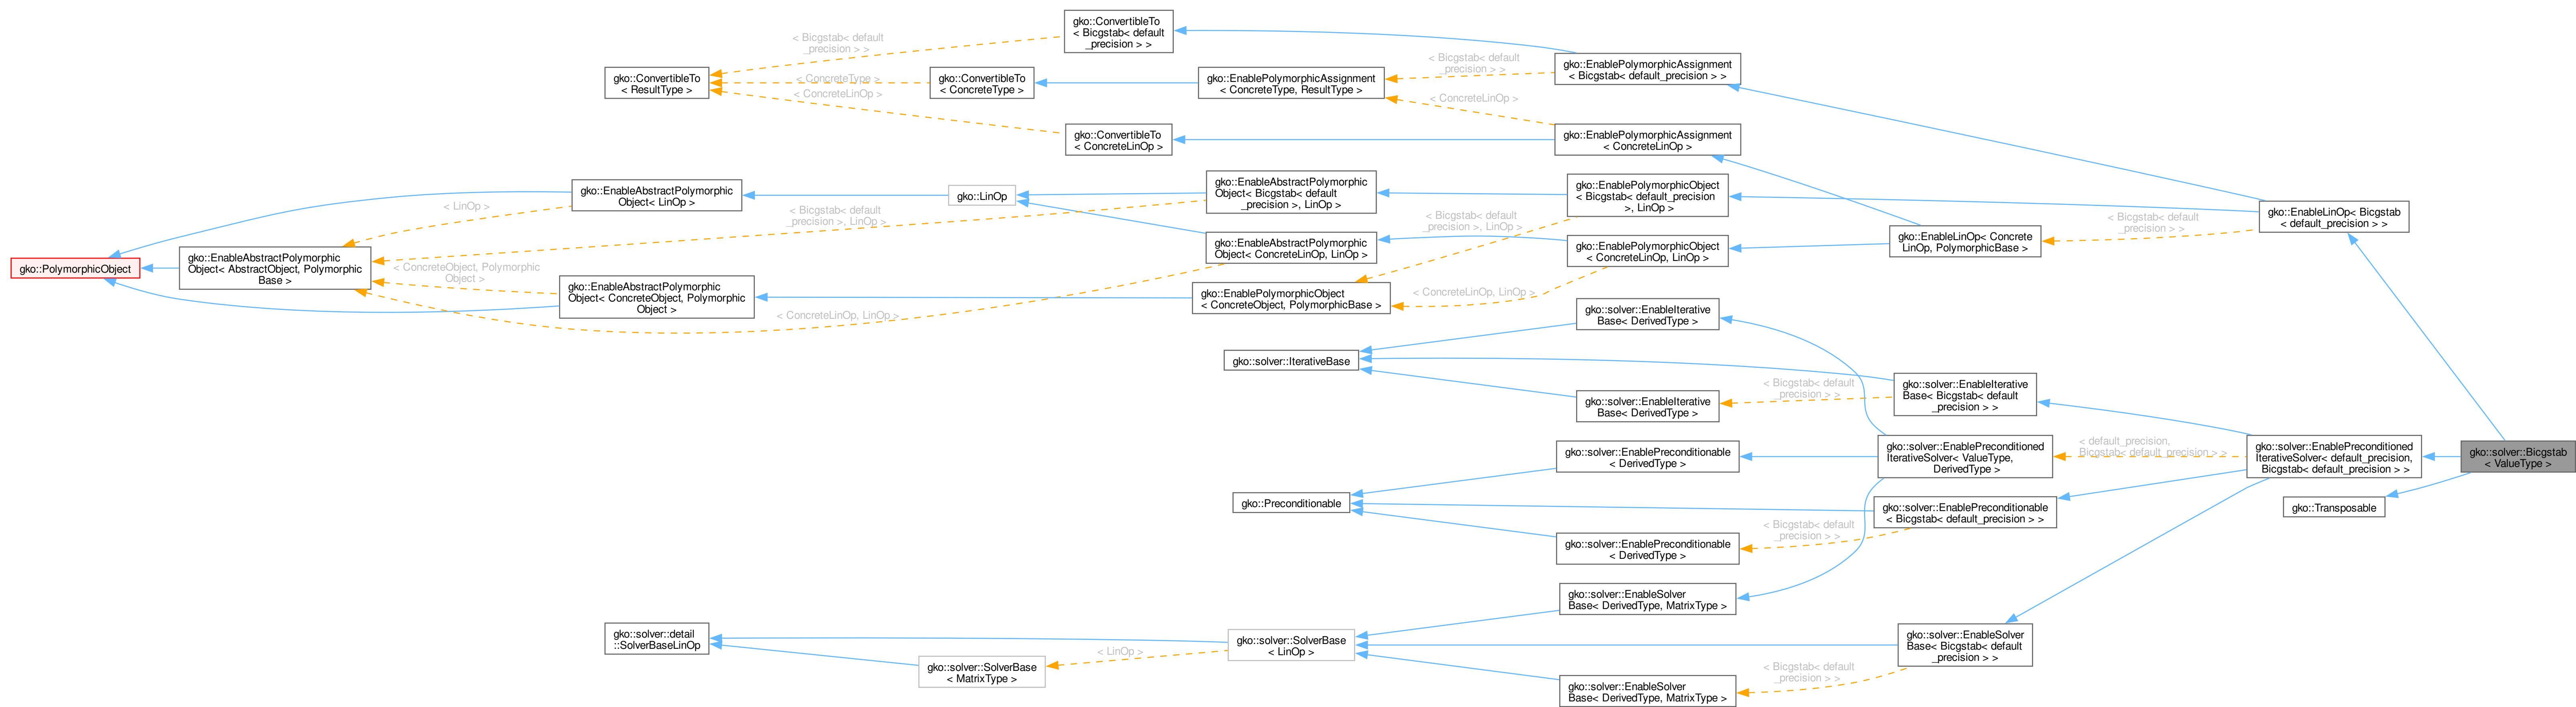 gko::ConvertibleTo
< Bicgstab< default
_precision > >
< Bicgstab< default
_precision > >
gko::ConvertibleTo
< ResultType >
< ConcreteType >
gko::ConvertibleTo
< ConcreteType >
< ConcreteLinOp >
gko::EnablePolymorphicAssignment
< ConcreteType, ResultType >
< Bicgstab< default
_precision > >
gko::EnablePolymorphicAssignment
< Bicgstab< default_precision > >
< ConcreteLinOp >
gko::ConvertibleTo
< ConcreteLinOp >
gko::EnablePolymorphicAssignment
< ConcreteLinOp >
gko::EnableAbstractPolymorphic
Object< LinOp >
gko::LinOp
gko::EnableAbstractPolymorphic
Object< Bicgstab< default
_precision >, LinOp >
gko::EnablePolymorphicObject
< Bicgstab< default_precision
>, LinOp >
< LinOp >
< Bicgstab< default
_precision >, LinOp >
< Bicgstab< default
_precision >, LinOp >
gko::EnableLinOp< Concrete
LinOp, PolymorphicBase >
< Bicgstab< default
_precision > >
gko::EnableLinOp< Bicgstab
< default_precision > >
gko::PolymorphicObject
gko::EnableAbstractPolymorphic
Object< AbstractObject, Polymorphic
Base >
< ConcreteObject, Polymorphic
Object >
gko::EnableAbstractPolymorphic
Object< ConcreteLinOp, LinOp >
gko::EnablePolymorphicObject
< ConcreteLinOp, LinOp >
gko::EnableAbstractPolymorphic
Object< ConcreteObject, Polymorphic
Object >
< ConcreteLinOp, LinOp >
gko::EnablePolymorphicObject
< ConcreteObject, PolymorphicBase >
< ConcreteLinOp, LinOp >
gko::solver::EnableIterative
Base< DerivedType >
gko::solver::IterativeBase
gko::solver::EnableIterative
Base< DerivedType >
< Bicgstab< default
_precision > >
gko::solver::EnableIterative
Base< Bicgstab< default
_precision > >
gko::solver::EnablePreconditionable
< DerivedType >
gko::solver::EnablePreconditioned
IterativeSolver< ValueType,
DerivedType >
< default_precision,
Bicgstab< default_precision > >
gko::solver::EnablePreconditioned
IterativeSolver< default_precision,
Bicgstab< default_precision > >
gko::solver::Bicgstab
< ValueType >
gko::Preconditionable
gko::solver::EnablePreconditionable
< Bicgstab< default_precision > >
gko::Transposable
gko::solver::EnablePreconditionable
< DerivedType >
< Bicgstab< default
_precision > >
gko::solver::EnableSolver
Base< DerivedType, MatrixType >
gko::solver::detail
::SolverBaseLinOp
gko::solver::SolverBase
< MatrixType >
< LinOp >
gko::solver::SolverBase
< LinOp >
gko::solver::EnableSolver
Base< Bicgstab< default
_precision > >
gko::solver::EnableSolver
Base< DerivedType, MatrixType >
< Bicgstab< default
_precision > >